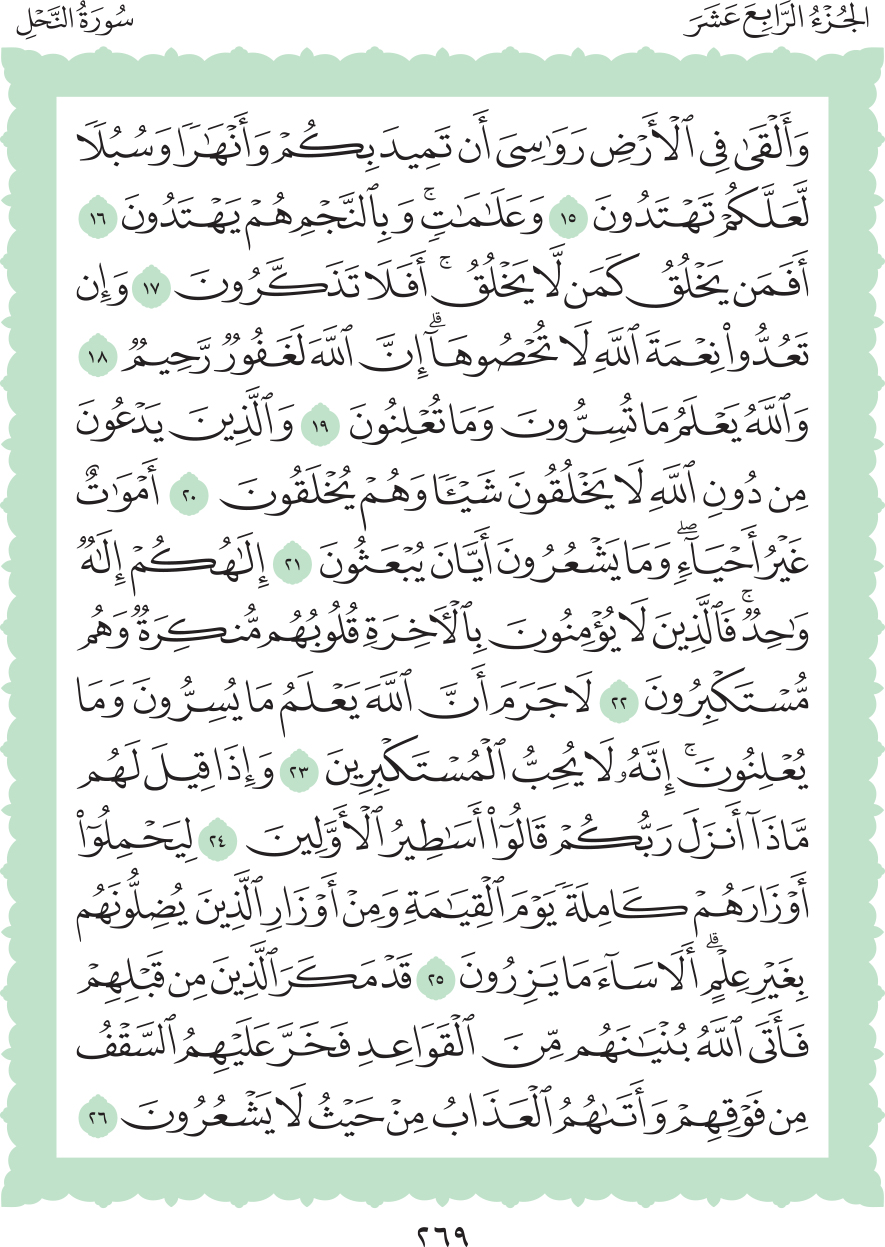 الجُزْءُ الرَّابِعَ عَشَرَ
سُورَةُ النَّحْلِ
وَأَلْقَىٰ فِي ٱلْأَرْضِ رَوَٰسِيَ أَن تَمِيدَ بِكُمْ وَأَنْهَٰرًا وَسُبُلًا
لَّعَلَّكُمْ تَهْتَدُونَ ١٥ وَعَلَٰمَٰتٍۚ وَبِٱلنَّجْمِ هُمْ يَهْتَدُونَ ١٦
أَفَمَن يَخْلُقُ كَمَن لَّا يَخْلُقُۚ أَفَلَا تَذَكَّرُونَ ١٧ وَإِن
تَعُدُّوا۟ نِعْمَةَ ٱللَّهِ لَا تُحْصُوهَآۗ إِنَّ ٱللَّهَ لَغَفُورٌ رَّحِيمٌ ١٨
وَٱللَّهُ يَعْلَمُ مَا تُسِرُّونَ وَمَا تُعْلِنُونَ ١٩ وَٱلَّذِينَ يَدْعُونَ
مِن دُونِ ٱللَّهِ لَا يَخْلُقُونَ شَيْـًٔا وَهُمْ يُخْلَقُونَ ٢٠ أَمْوَٰتٌ
غَيْرُ أَحْيَآءٍۖ وَمَا يَشْعُرُونَ أَيَّانَ يُبْعَثُونَ ٢١ إِلَٰهُكُمْ إِلَٰهٌ
وَٰحِدٌۚ فَٱلَّذِينَ لَا يُؤْمِنُونَ بِٱلْأٓخِرَةِ قُلُوبُهُم مُّنكِرَةٌ وَهُم
مُّسْتَكْبِرُونَ ٢٢ لَا جَرَمَ أَنَّ ٱللَّهَ يَعْلَمُ مَا يُسِرُّونَ وَمَا
يُعْلِنُونَۚ إِنَّهُۥ لَا يُحِبُّ ٱلْمُسْتَكْبِرِينَ ٢٣ وَإِذَا قِيلَ لَهُم
مَّاذَآ أَنزَلَ رَبُّكُمْ قَالُوٓا۟ أَسَٰطِيرُ ٱلْأَوَّلِينَ ٢٤ لِيَحْمِلُوٓا۟
أَوْزَارَهُمْ كَامِلَةً يَوْمَ ٱلْقِيَٰمَةِ وَمِنْ أَوْزَارِ ٱلَّذِينَ يُضِلُّونَهُم
بِغَيْرِ عِلْمٍۗ أَلَا سَآءَ مَا يَزِرُونَ ٢٥ قَدْ مَكَرَ ٱلَّذِينَ مِن قَبْلِهِمْ
فَأَتَى ٱللَّهُ بُنْيَٰنَهُم مِّنَ ٱلْقَوَاعِدِ فَخَرَّ عَلَيْهِمُ ٱلسَّقْفُ
مِن فَوْقِهِمْ وَأَتَىٰهُمُ ٱلْعَذَابُ مِنْ حَيْثُ لَا يَشْعُرُونَ ٢٦
٢٦٩